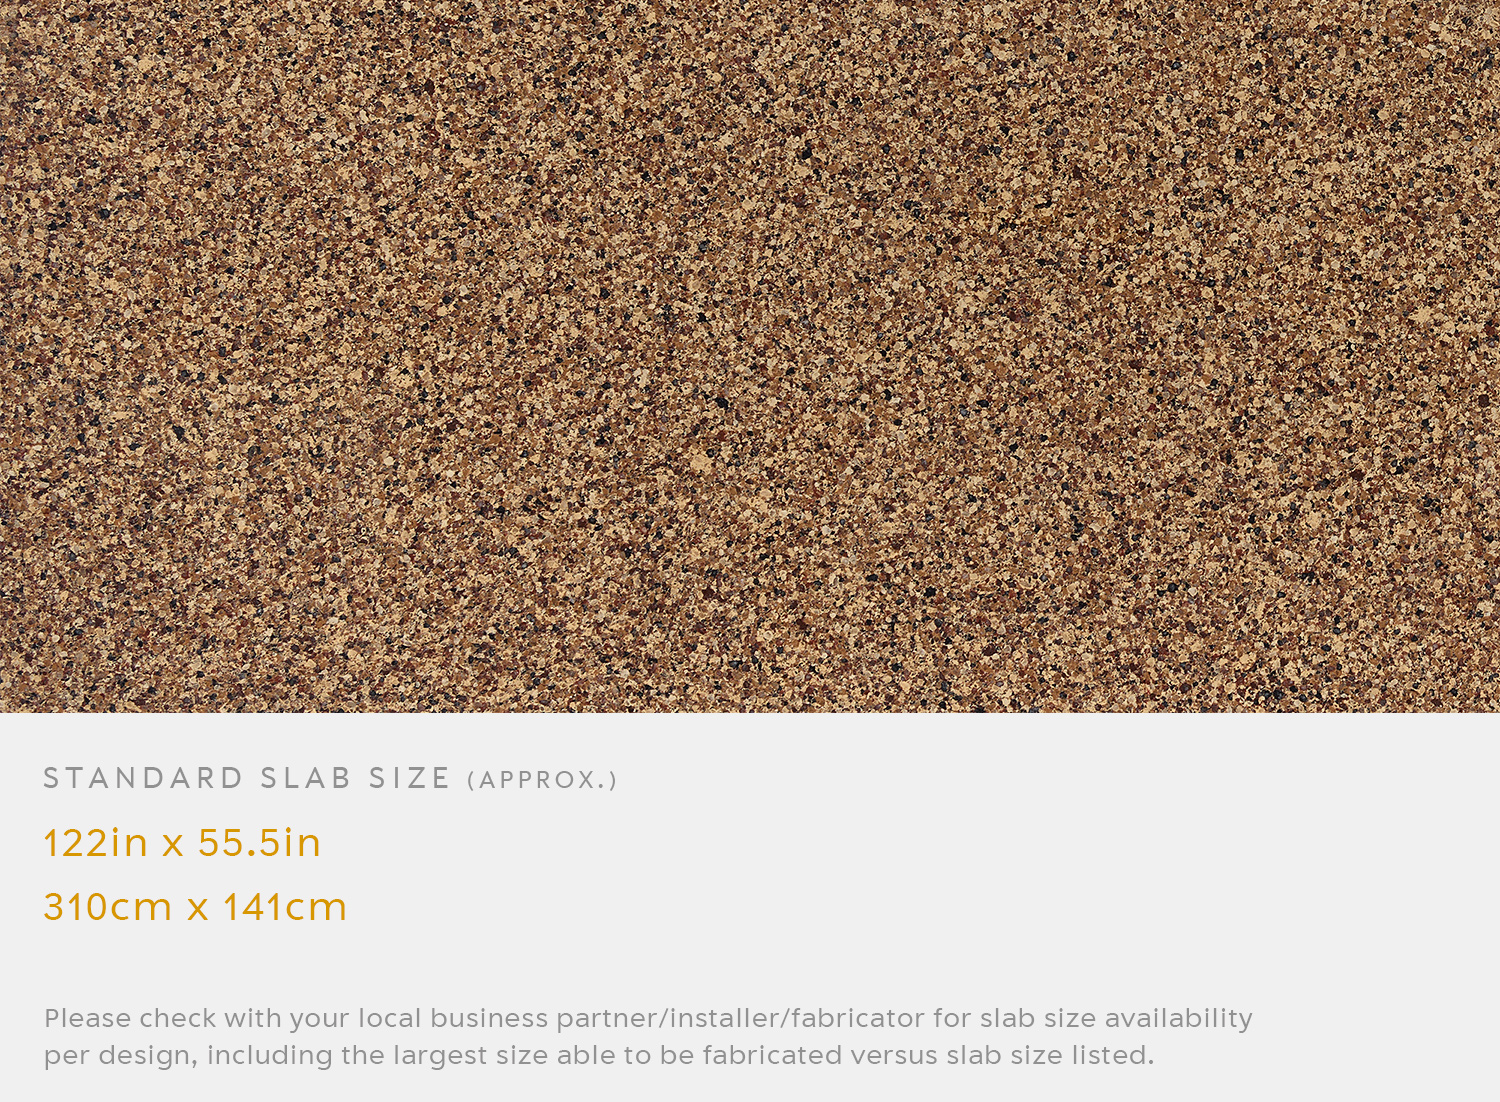 STANDARD SLAB SIZE (APPROX.)
122in x 55.5in
310cm x 141cm
Please check with your local business partner/installer/fabricator for slab size availability
per design, including the largest size able to be fabricated versus slab size listed.